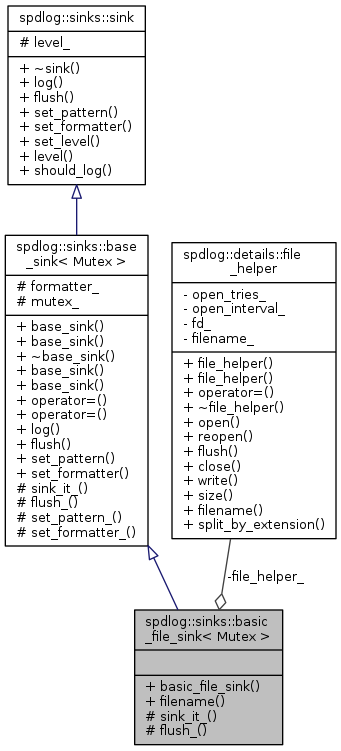 spdlog::sinks::sink
# level_
+ ~sink()
+ log()
+ flush()
+ set_pattern()
+ set_formatter()
+ set_level()
+ level()
+ should_log()
spdlog::sinks::base
_sink< Mutex >
# formatter_
# mutex_
+ base_sink()
+ base_sink()
+ ~base_sink()
+ base_sink()
+ base_sink()
+ operator=()
+ operator=()
+ log()
+ flush()
+ set_pattern()
+ set_formatter()
# sink_it_()
# flush_()
# set_pattern_()
# set_formatter_()
spdlog::details::file
_helper
- open_tries_
- open_interval_
- fd_
- filename_
+ file_helper()
+ file_helper()
+ operator=()
+ ~file_helper()
+ open()
+ reopen()
+ flush()
+ close()
+ write()
+ size()
+ filename()
+ split_by_extension()
-file_helper_
spdlog::sinks::basic
_file_sink< Mutex >
+ basic_file_sink()
+ filename()
# sink_it_()
# flush_()